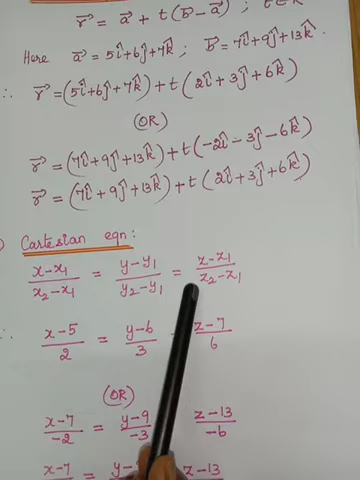 r⃗ = a⃗ + t(b⃗ − a⃗) ; t∈
Here a⃗ = 5î+6ĵ+7k̂ ; b⃗ = 7î+9ĵ+13k̂.
∴ r⃗ = (5î+6ĵ+7k̂) + t(2î+3ĵ+6k̂)
(OR)
r⃗ = (7î+9ĵ+13k̂) + t(−2î−3ĵ−6k̂)
r⃗ = (7î+9ĵ+13k̂) + t(2î+3ĵ+6k̂)
) Cartesian eqn:
(x−x₁)/(x₂−x₁) = (y−y₁)/(y₂−y₁) = (z−z₁)/(z₂−z₁)
∴ (x−5)/2 = (y−6)/3 = (z−7)/6
(OR)
(x−7)/−2 = (y−9)/−3 (z−13)/−6
x−7 = y− z−13